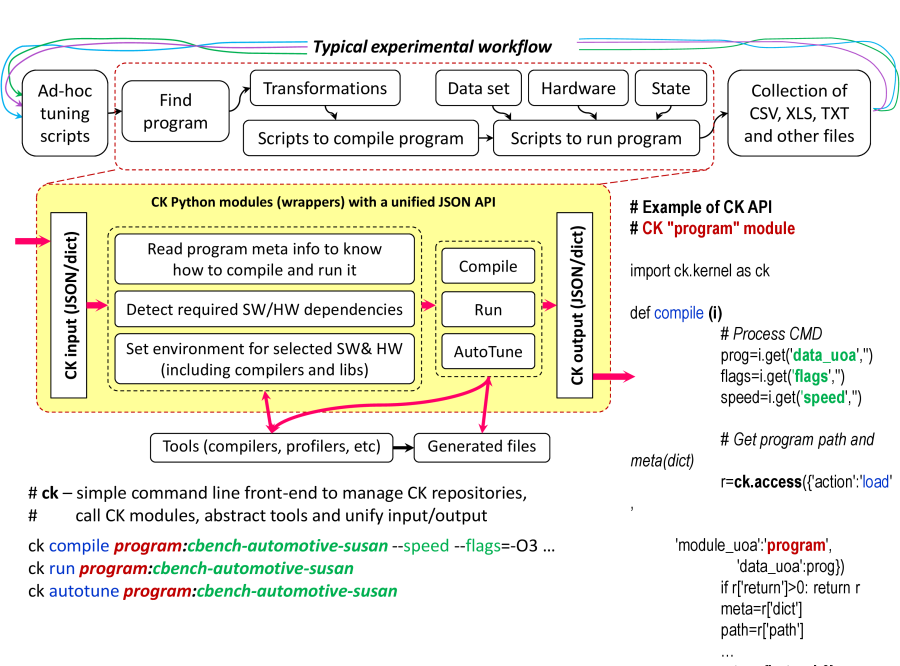 Typical experimental workflow
Ad-hoc
tuning
scripts
Find
program
Transformations
Data set
Hardware
State
Scripts to compile program
Scripts to run program
Collection of
CSV, XLS, TXT
and other files
CK Python modules (wrappers) with a unified JSON API
CK input (JSON/dict)
Read program meta info to know
how to compile and run it
Detect required SW/HW dependencies
Set environment for selected SW& HW
(including compilers and libs)
Compile
Run
AutoTune
CK output (JSON/dict)
Tools (compilers, profilers, etc)
Generated files
# ck – simple command line front-end to manage CK repositories,
# call CK modules, abstract tools and unify input/output
ck compile program:cbench-automotive-susan --speed --flags=-O3 ...
ck run program:cbench-automotive-susan
ck autotune program:cbench-automotive-susan
# Example of CK API
# CK "program" module
import ck.kernel as ck
def compile (i)
# Process CMD
prog=i.get('data_uoa','')
flags=i.get('flags','')
speed=i.get('speed','')
# Get program path and
meta(dict)
r=ck.access({'action':'load'
,
'module_uoa':'program',
'data_uoa':prog})
if r['return']>0: return r
meta=r['dict']
path=r['path']
...